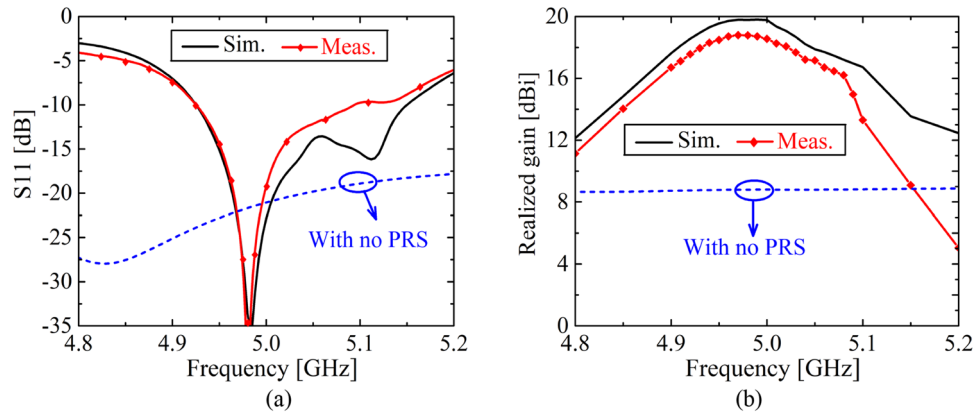 0
-5
-10
-15
-20
-25
-30
-35
S11 [dB]
Sim. Meas.
With no PRS
4.8 4.9 5.0 5.1 5.2
Frequency [GHz]
(a)
20
16
12
8
4
0
Realized gain [dBi]
Sim. Meas.
With no PRS
4.8 4.9 5.0 5.1 5.2
Frequency [GHz]
(b)